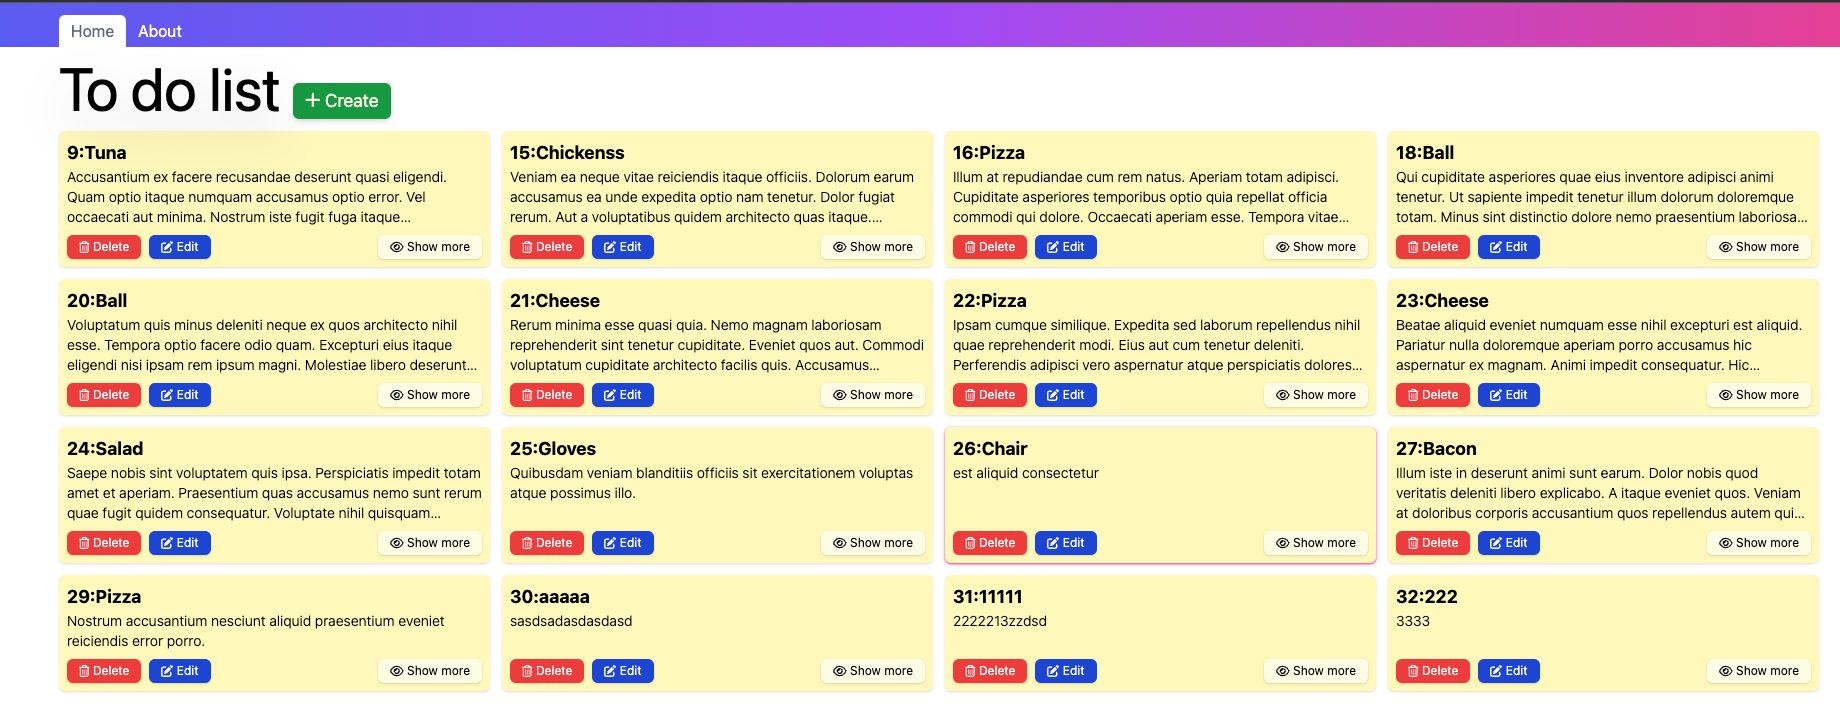 Home About
To do list + Create
9:Tuna
Accusantium ex facere recusandae deserunt quasi eligendi.
Quam optio itaque numquam accusamus optio error. Vel
occaecati aut minima. Nostrum iste fugit fuga itaque...
Delete Edit Show more
15:Chickenss
Veniam ea neque vitae reiciendis itaque officiis. Dolorum earum
accusamus ea unde expedita optio nam tenetur. Dolor fugiat
rerum. Aut a voluptatibus quidem architecto quas itaque....
Delete Edit Show more
16:Pizza
Illum at repudiandae cum rem natus. Aperiam totam adipisci.
Cupiditate asperiores temporibus optio quia repellat officia
commodi qui dolore. Occaecati aperiam esse. Tempora vitae...
Delete Edit Show more
18:Ball
Qui cupiditate asperiores quae eius inventore adipisci animi
tenetur. Ut sapiente impedit tenetur illum dolorum doloremque
totam. Minus sint distinctio dolore nemo praesentium laboriosa...
Delete Edit Show more
20:Ball
Voluptatum quis minus deleniti neque ex quos architecto nihil
esse. Tempora optio facere odio quam. Excepturi eius itaque
eligendi nisi ipsam rem ipsum magni. Molestiae libero deserunt...
Delete Edit Show more
21:Cheese
Rerum minima esse quasi quia. Nemo magnam laboriosam
reprehenderit sint tenetur cupiditate. Eveniet quos aut. Commodi
voluptatum cupiditate architecto facilis quis. Accusamus...
Delete Edit Show more
22:Pizza
Ipsam cumque similique. Expedita sed laborum repellendus nihil
quae reprehenderit modi. Eius aut cum tenetur deleniti.
Perferendis adipisci vero aspernatur atque perspiciatis dolores...
Delete Edit Show more
23:Cheese
Beatae aliquid eveniet numquam esse nihil excepturi est aliquid.
Pariatur nulla doloremque aperiam porro accusamus hic
aspernatur ex magnam. Animi impedit consequatur. Hic...
Delete Edit Show more
24:Salad
Saepe nobis sint voluptatem quis ipsa. Perspiciatis impedit totam
amet et aperiam. Praesentium quas accusamus nemo sunt rerum
quae fugit quidem consequatur. Voluptate nihil quisquam...
Delete Edit Show more
25:Gloves
Quibusdam veniam blanditiis officiis sit exercitationem voluptas
atque possimus illo.
Delete Edit Show more
26:Chair
est aliquid consectetur
Delete Edit Show more
27:Bacon
Illum iste in deserunt animi sunt earum. Dolor nobis quod
veritatis deleniti libero explicabo. A itaque eveniet quos. Veniam
at doloribus corporis accusantium quos repellendus autem qui...
Delete Edit Show more
29:Pizza
Nostrum accusantium nesciunt aliquid praesentium eveniet
reiciendis error porro.
Delete Edit Show more
30:aaaaa
sasdsadasdasdasd
Delete Edit Show more
31:11111
2222213zzdsd
Delete Edit Show more
32:222
3333
Delete Edit Show more